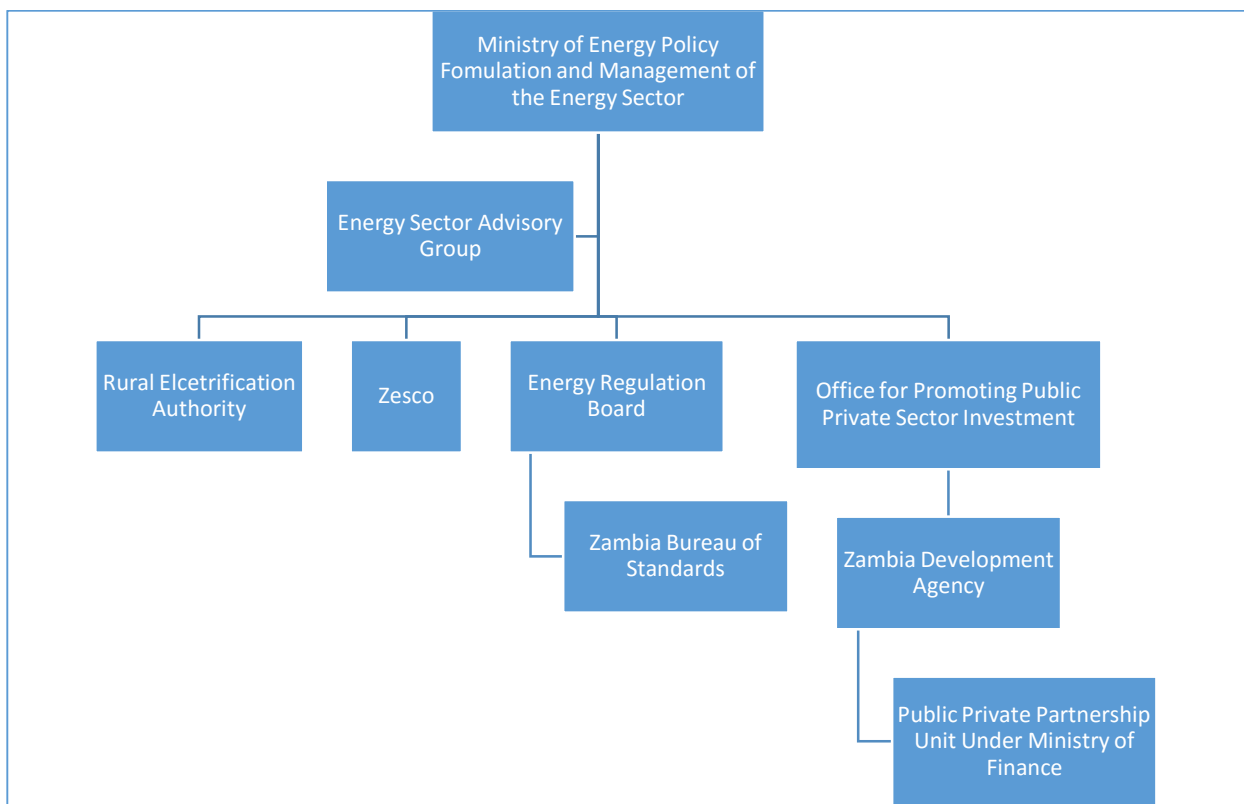 Ministry of Energy Policy
Fomulation and Management of
the Energy Sector
Energy Sector Advisory
Group
Rural Elcetrification
Authority
Zesco
Energy Regulation
Board
Office for Promoting Public
Private Sector Investment
Zambia Bureau of
Standards
Zambia Development
Agency
Public Private Partnership
Unit Under Ministry of
Finance